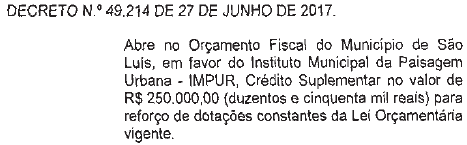 DECRETO N.º 49.214 DE 27 DE JUNHO DE 2017.
Abre no Orçamento Fiscal do Município de São
Luís, em favor do Instituto Municipal da Paisagem
Urbana - IMPUR, Crédito Suplementar no valor de
R$ 250.000,00 (duzentos e cinquenta mil reais) para
reforço de dotações constantes da Lei Orçamentária
vigente.